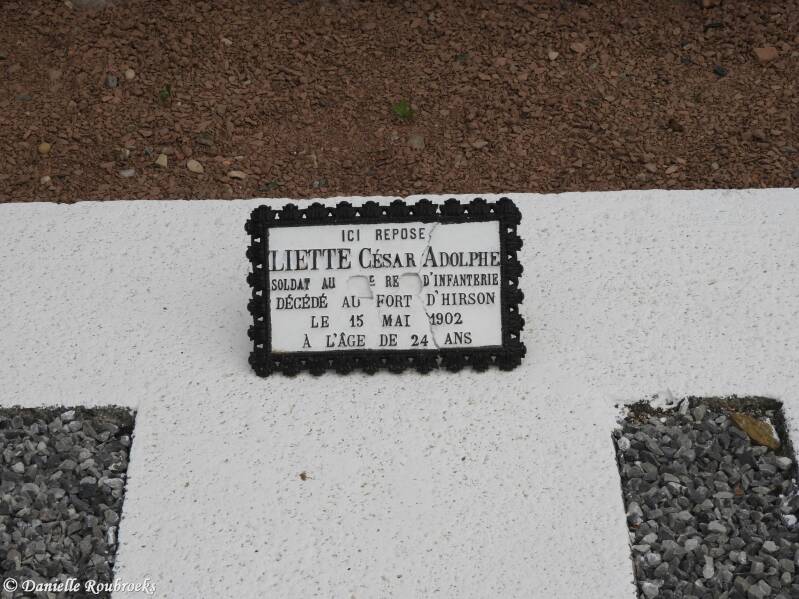 ICI REPOSE
LIETTE CÉSAR ADOLPHE
SOLDAT AU E RE D'INFANTERIE
DÉCÉDÉ AU FORT D'HIRSON
LE 15 MAI 1902
À L'ÂGE DE 24 ANS
© Danielle Roubroeks